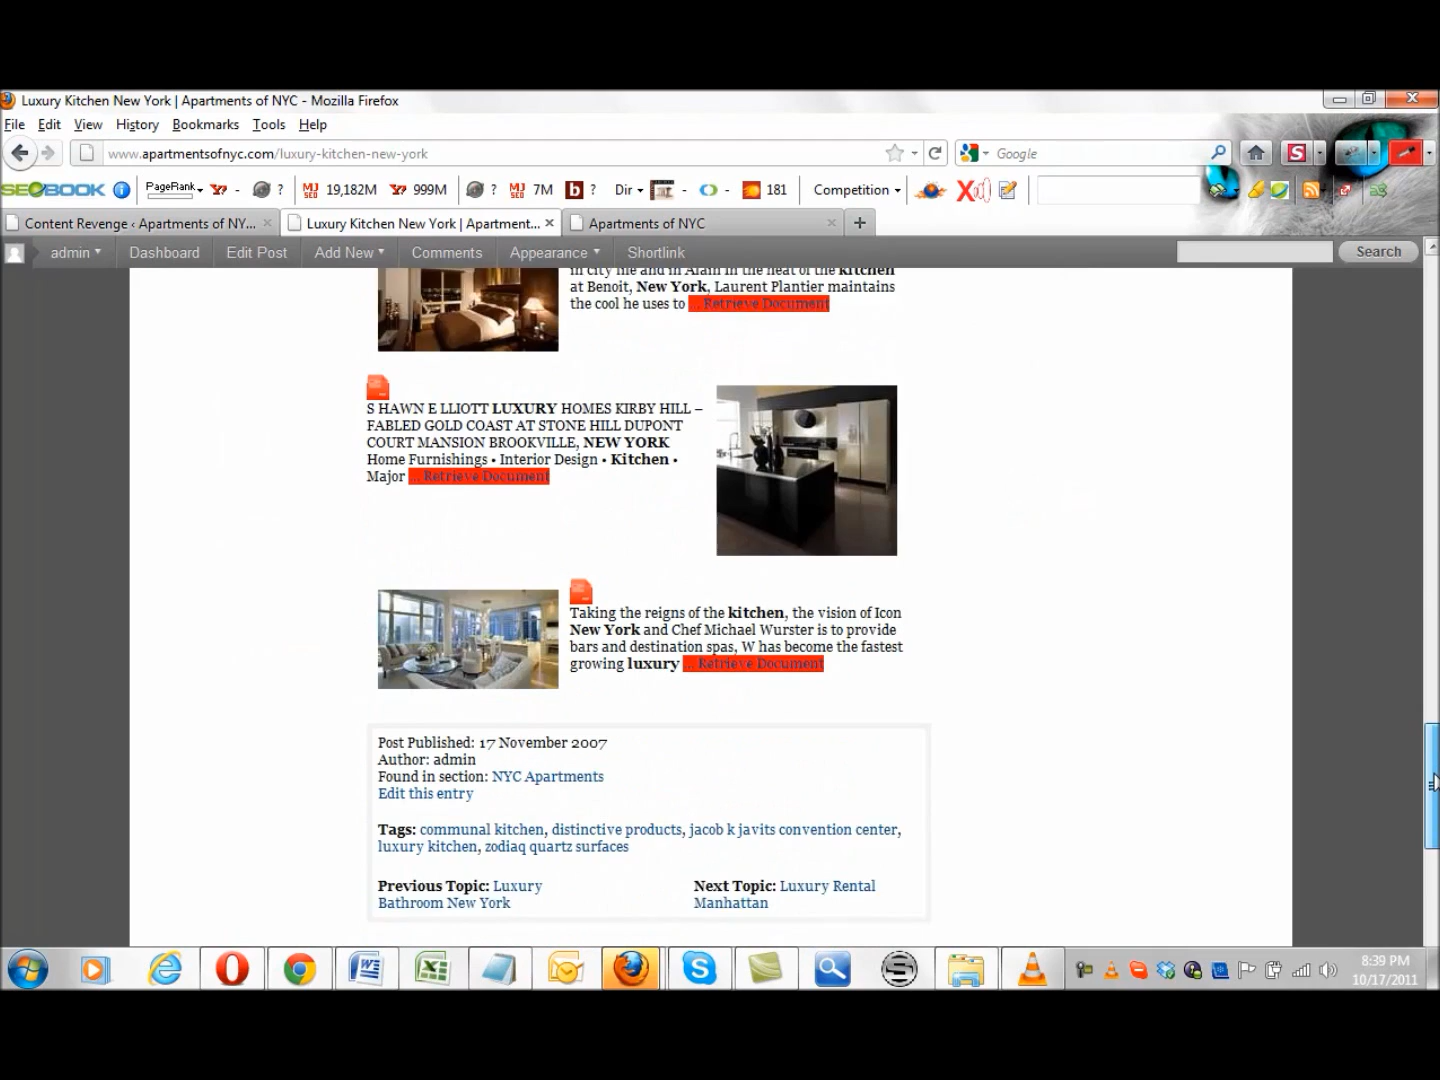 Luxury Kitchen New York | Apartments of NYC - Mozilla Firefox
File Edit View History Bookmarks Tools Help
www.apartmentsofnyc.com/luxury-kitchen-new-york
Google
SEOBOOK PageRank ? MJ SEO 19,182M 999M ? MJ SEO 7M b ? Dir - - 181 Competition
Content Revenge ‹ Apartments of NY...
Luxury Kitchen New York | Apartment...
Apartments of NYC
admin Dashboard Edit Post Add New Comments Appearance Shortlink Search
at Benoit, New York, Laurent Plantier maintains
the cool he uses to ... Retrieve Document
S HAWN E LLIOTT LUXURY HOMES KIRBY HILL –
FABLED GOLD COAST AT STONE HILL DUPONT
COURT MANSION BROOKVILLE, NEW YORK
Home Furnishings • Interior Design • Kitchen •
Major ... Retrieve Document
Taking the reigns of the kitchen, the vision of Icon
New York and Chef Michael Wurster is to provide
bars and destination spas, W has become the fastest
growing luxury ... Retrieve Document
Post Published: 17 November 2007
Author: admin
Found in section: NYC Apartments
Edit this entry
Tags: communal kitchen, distinctive products, jacob k javits convention center,
luxury kitchen, zodiaq quartz surfaces
Previous Topic: Luxury
Bathroom New York
Next Topic: Luxury Rental
Manhattan
8:39 PM
10/17/2011